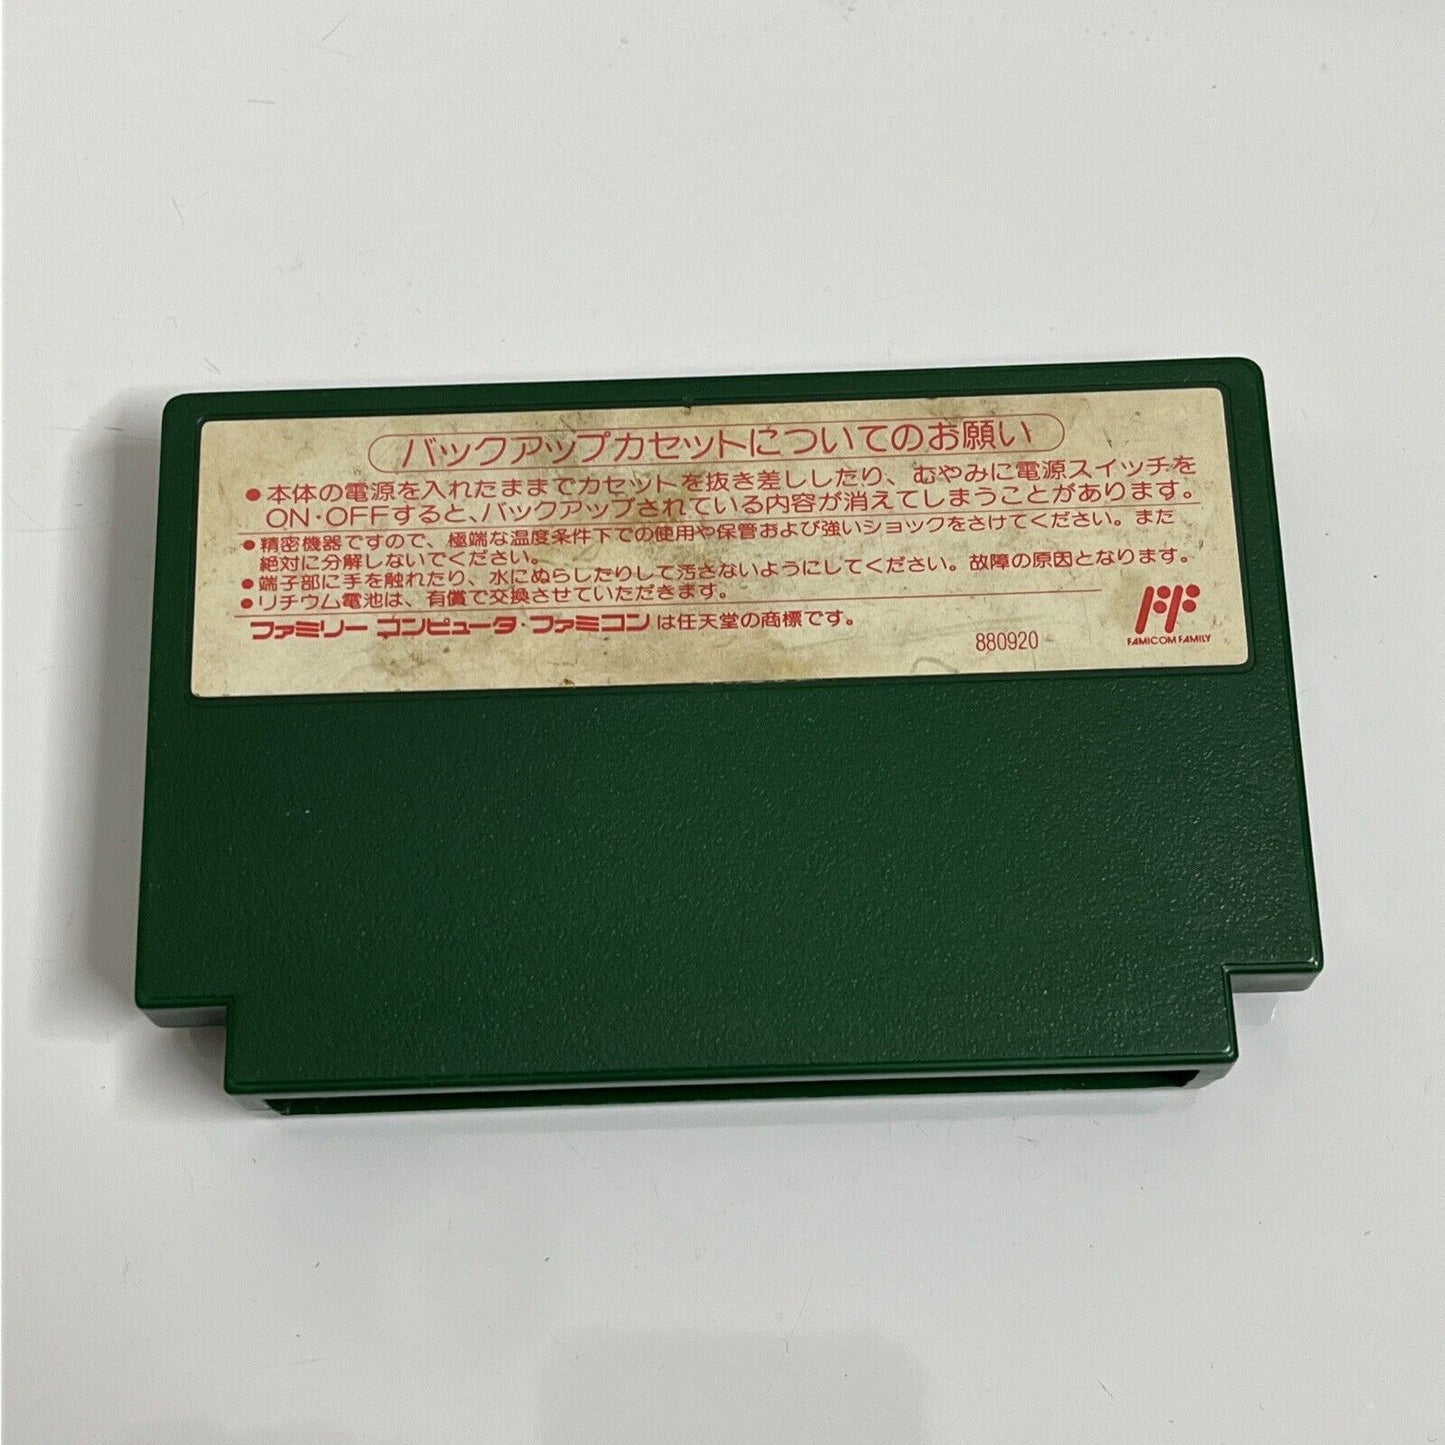 バックアップカセットについてのお願い
●本体の電源を入れたままでカセットを抜き差ししたり、むやみに電源スイッチを
ON・OFFすると、バックアップされている内容が消えてしまうことがあります。
●精密機器ですので、極端な温度条件下での使用や保管および強いショックをさけてください。また
絶対に分解しないでください。
●端子部に手を触れたり、水にぬらしたりして汚さないようにしてください。故障の原因となります。
●リチウム電池は、有償で交換させていただきます。
ファミリー コンピュータ・ファミコン は任天堂の商標です。
880920
FF
FAMICOM FAMILY